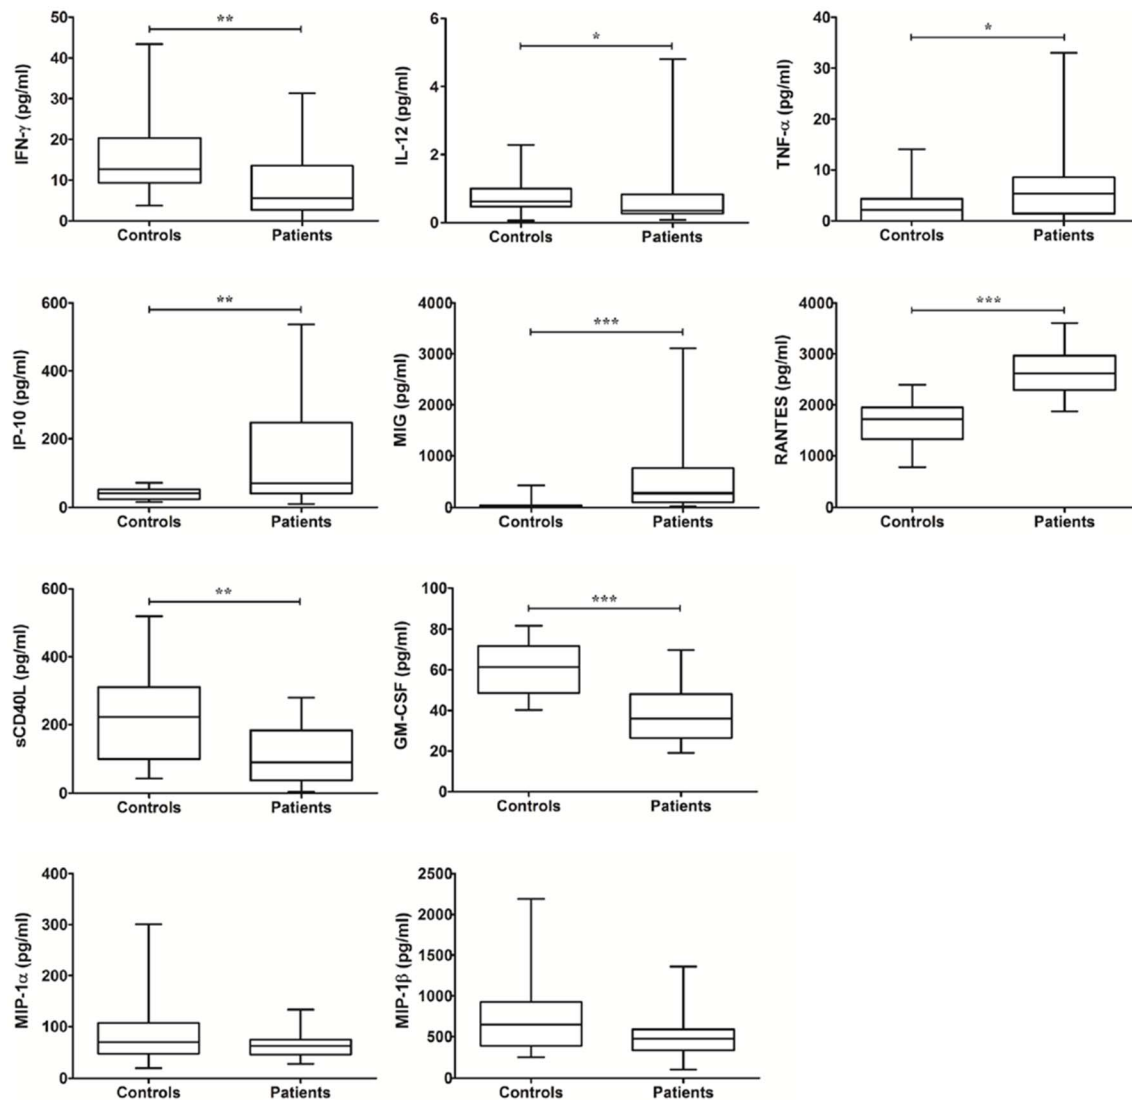 IFN-γ (pg/ml)
50
40
30
20
10
0
**
Controls
Patients
IL-12 (pg/ml)
6
4
2
0
*
Controls
Patients
TNF-α (pg/ml)
40
30
20
10
0
*
Controls
Patients
IP-10 (pg/ml)
600
400
200
0
**
Controls
Patients
MIG (pg/ml)
4000
3000
2000
1000
0
***
Controls
Patients
RANTES (pg/ml)
4000
3000
2000
1000
0
***
Controls
Patients
sCD40L (pg/ml)
600
400
200
0
**
Controls
Patients
GM-CSF (pg/ml)
100
80
60
40
20
0
***
Controls
Patients
MIP-1α (pg/ml)
400
300
200
100
0
Controls
Patients
MIP-1β (pg/ml)
2500
2000
1500
1000
500
0
Controls
Patients